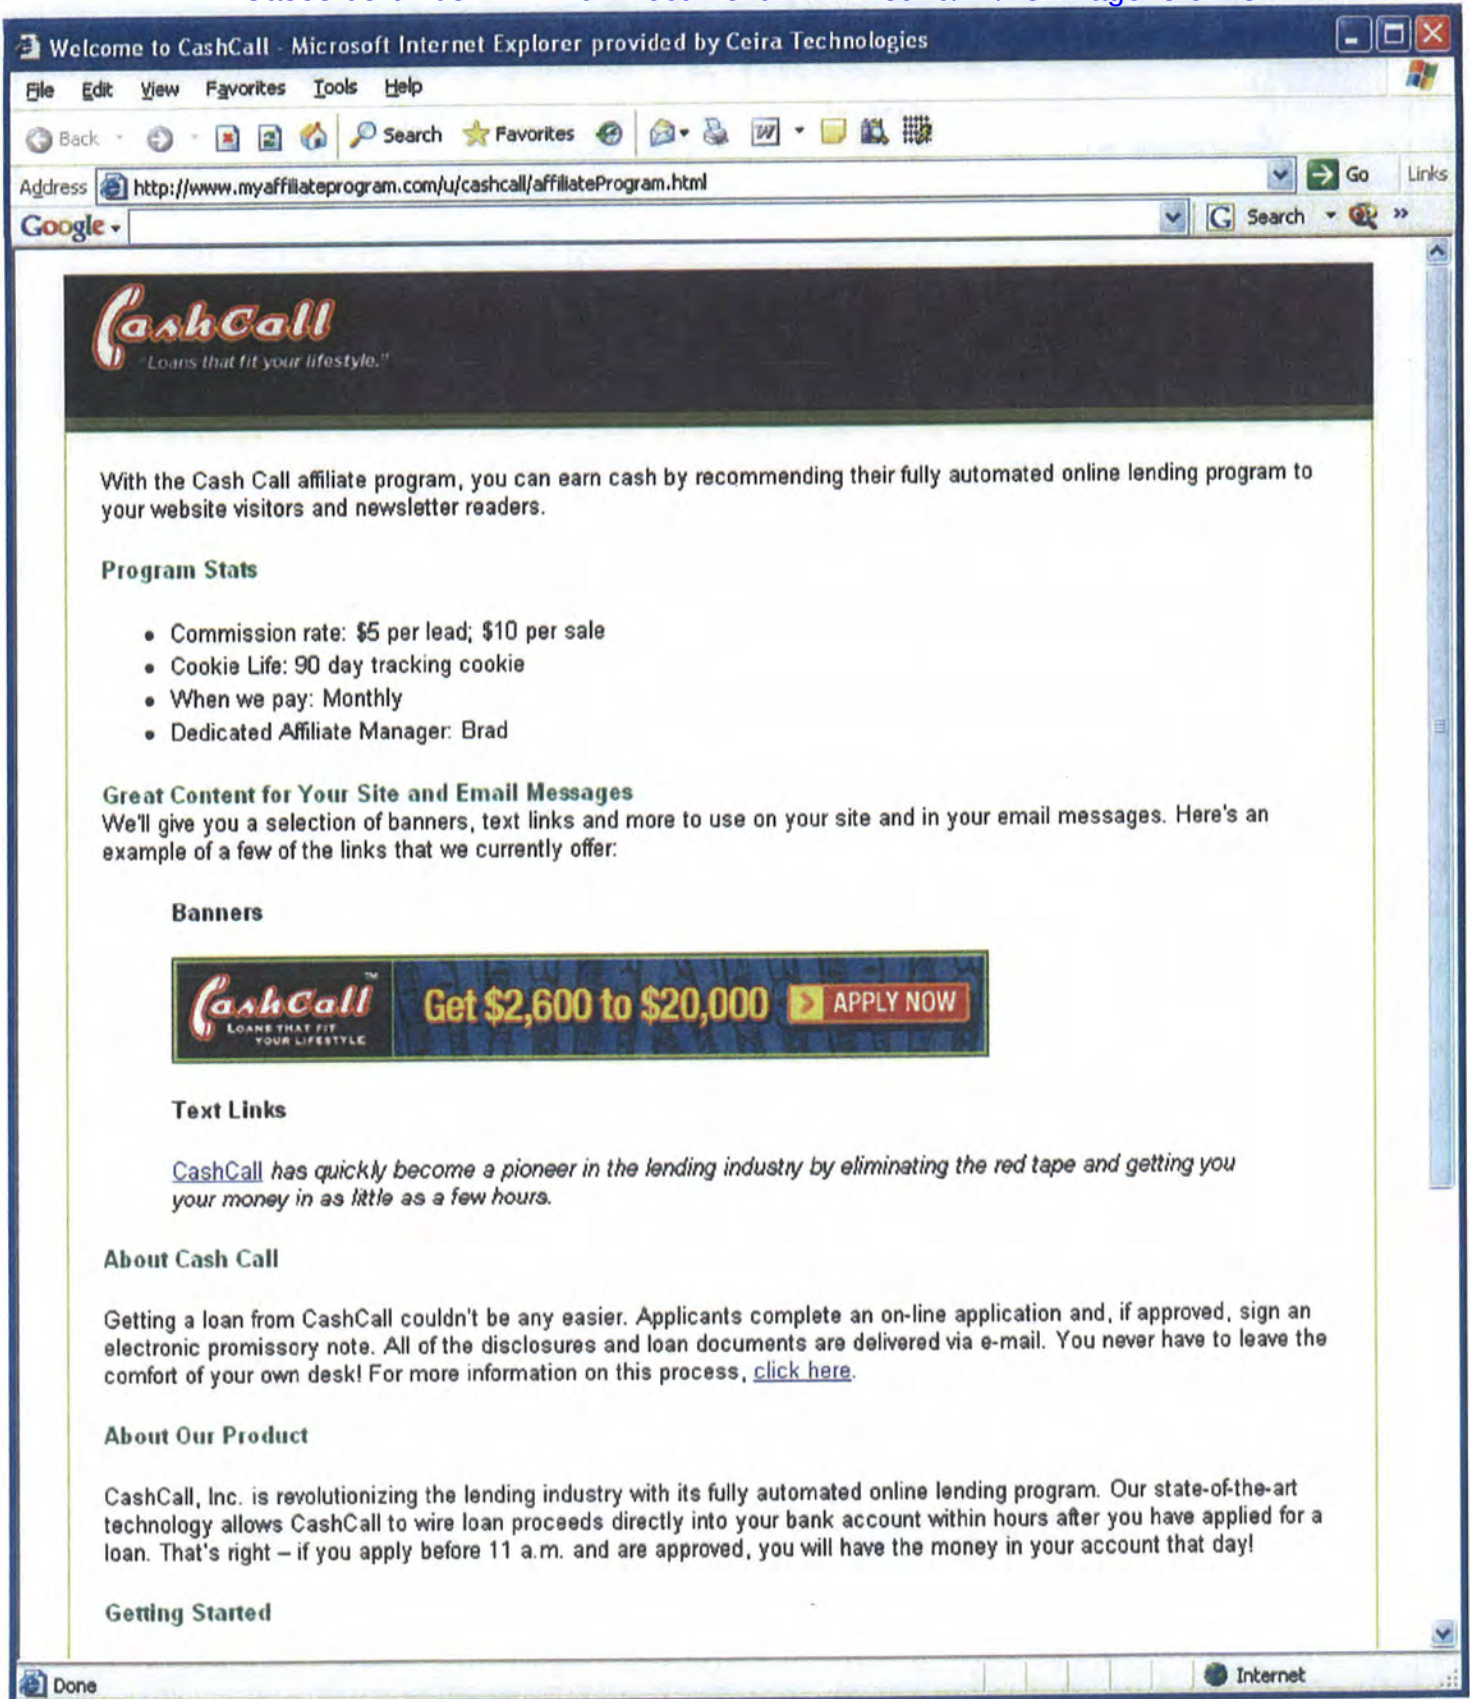 Welcome to CashCall - Microsoft Internet Explorer provided by Ceira Technologies
File Edit View Favorites Tools Help
Back Search Favorites
Address http://www.myaffiliateprogram.com/u/cashcall/affiliateProgram.html Go Links
Google Search »
CashCall
"Loans that fit your lifestyle."
With the Cash Call affiliate program, you can earn cash by recommending their fully automated online lending program to
your website visitors and newsletter readers.
Program Stats
• Commission rate: $5 per lead; $10 per sale
• Cookie Life: 90 day tracking cookie
• When we pay: Monthly
• Dedicated Affiliate Manager: Brad
Great Content for Your Site and Email Messages
We'll give you a selection of banners, text links and more to use on your site and in your email messages. Here's an
example of a few of the links that we currently offer:
Banners
CashCall™
LOANS THAT FIT
YOUR LIFESTYLE
Get $2,600 to $20,000 APPLY NOW
Text Links
CashCall has quickly become a pioneer in the lending industry by eliminating the red tape and getting you
your money in as little as a few hours.
About Cash Call
Getting a loan from CashCall couldn't be any easier. Applicants complete an on-line application and, if approved, sign an
electronic promissory note. All of the disclosures and loan documents are delivered via e-mail. You never have to leave the
comfort of your own desk! For more information on this process, click here.
About Our Product
CashCall, Inc. is revolutionizing the lending industry with its fully automated online lending program. Our state-of-the-art
technology allows CashCall to wire loan proceeds directly into your bank account within hours after you have applied for a
loan. That's right – if you apply before 11 a.m. and are approved, you will have the money in your account that day!
Getting Started
Done Internet